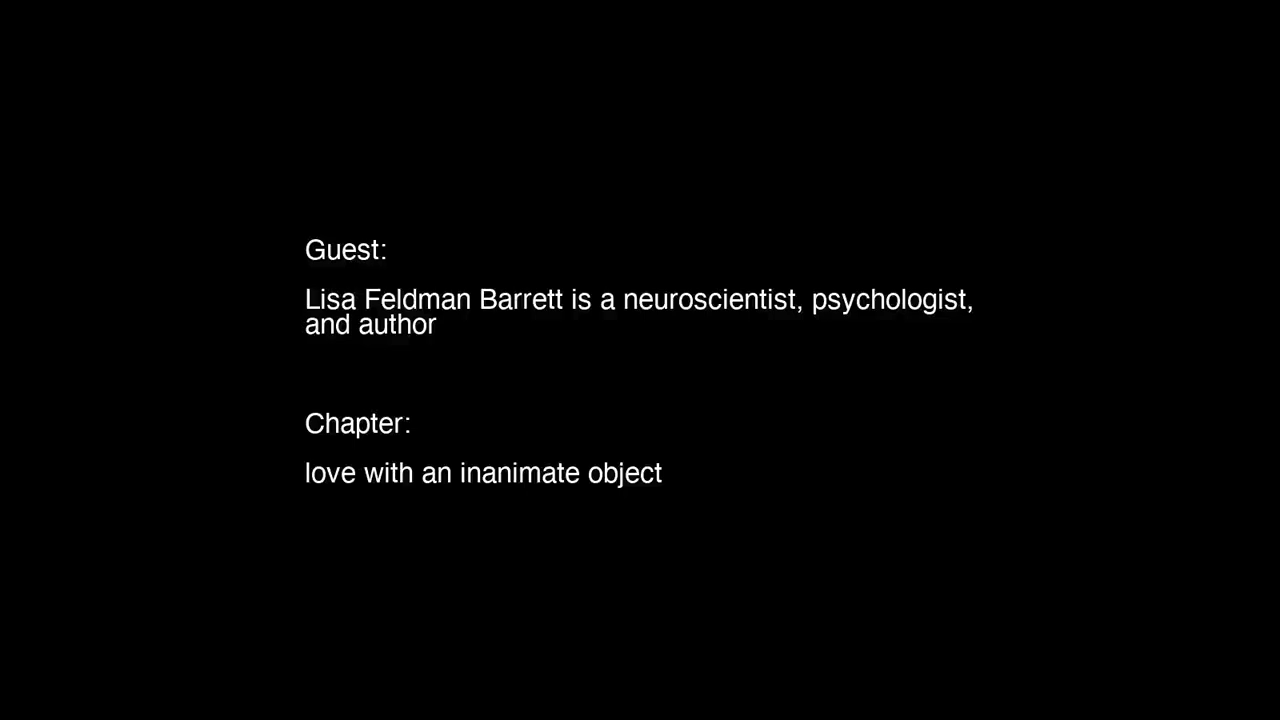 Guest:
Lisa Feldman Barrett is a neuroscientist, psychologist,
and author
Chapter:
love with an inanimate object